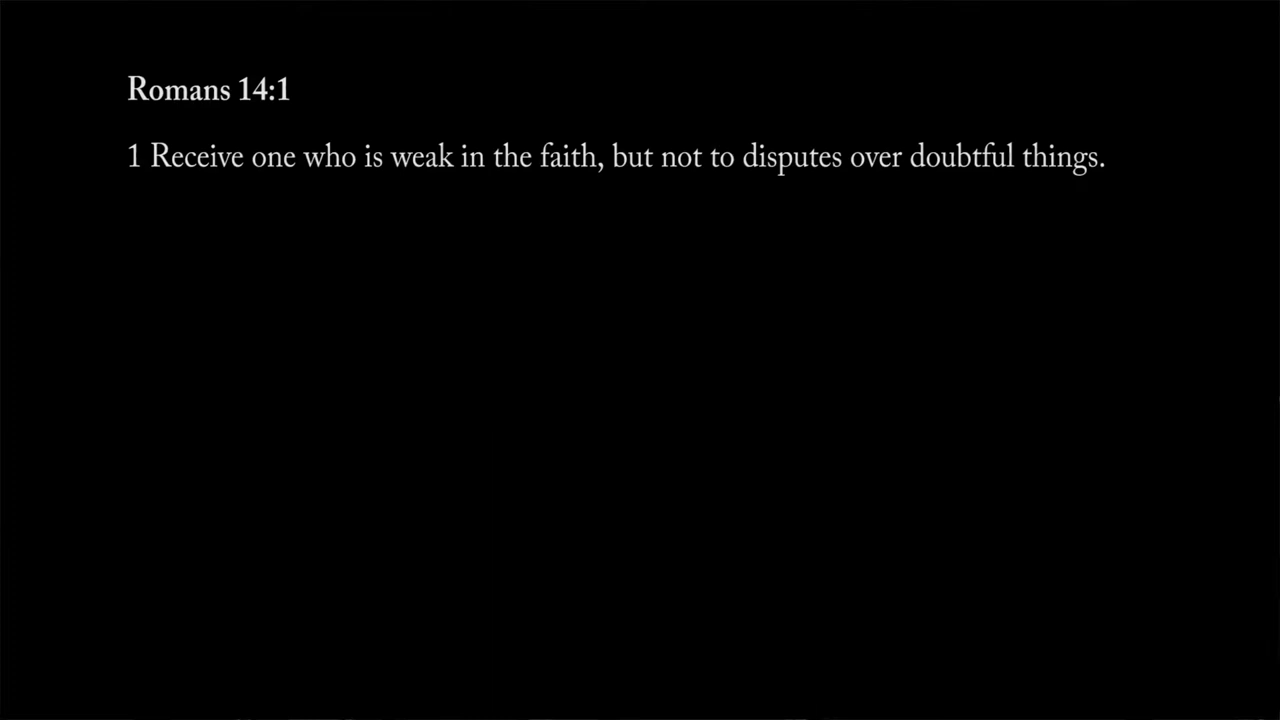 Romans 14:1
1 Receive one who is weak in the faith, but not to disputes over doubtful things.